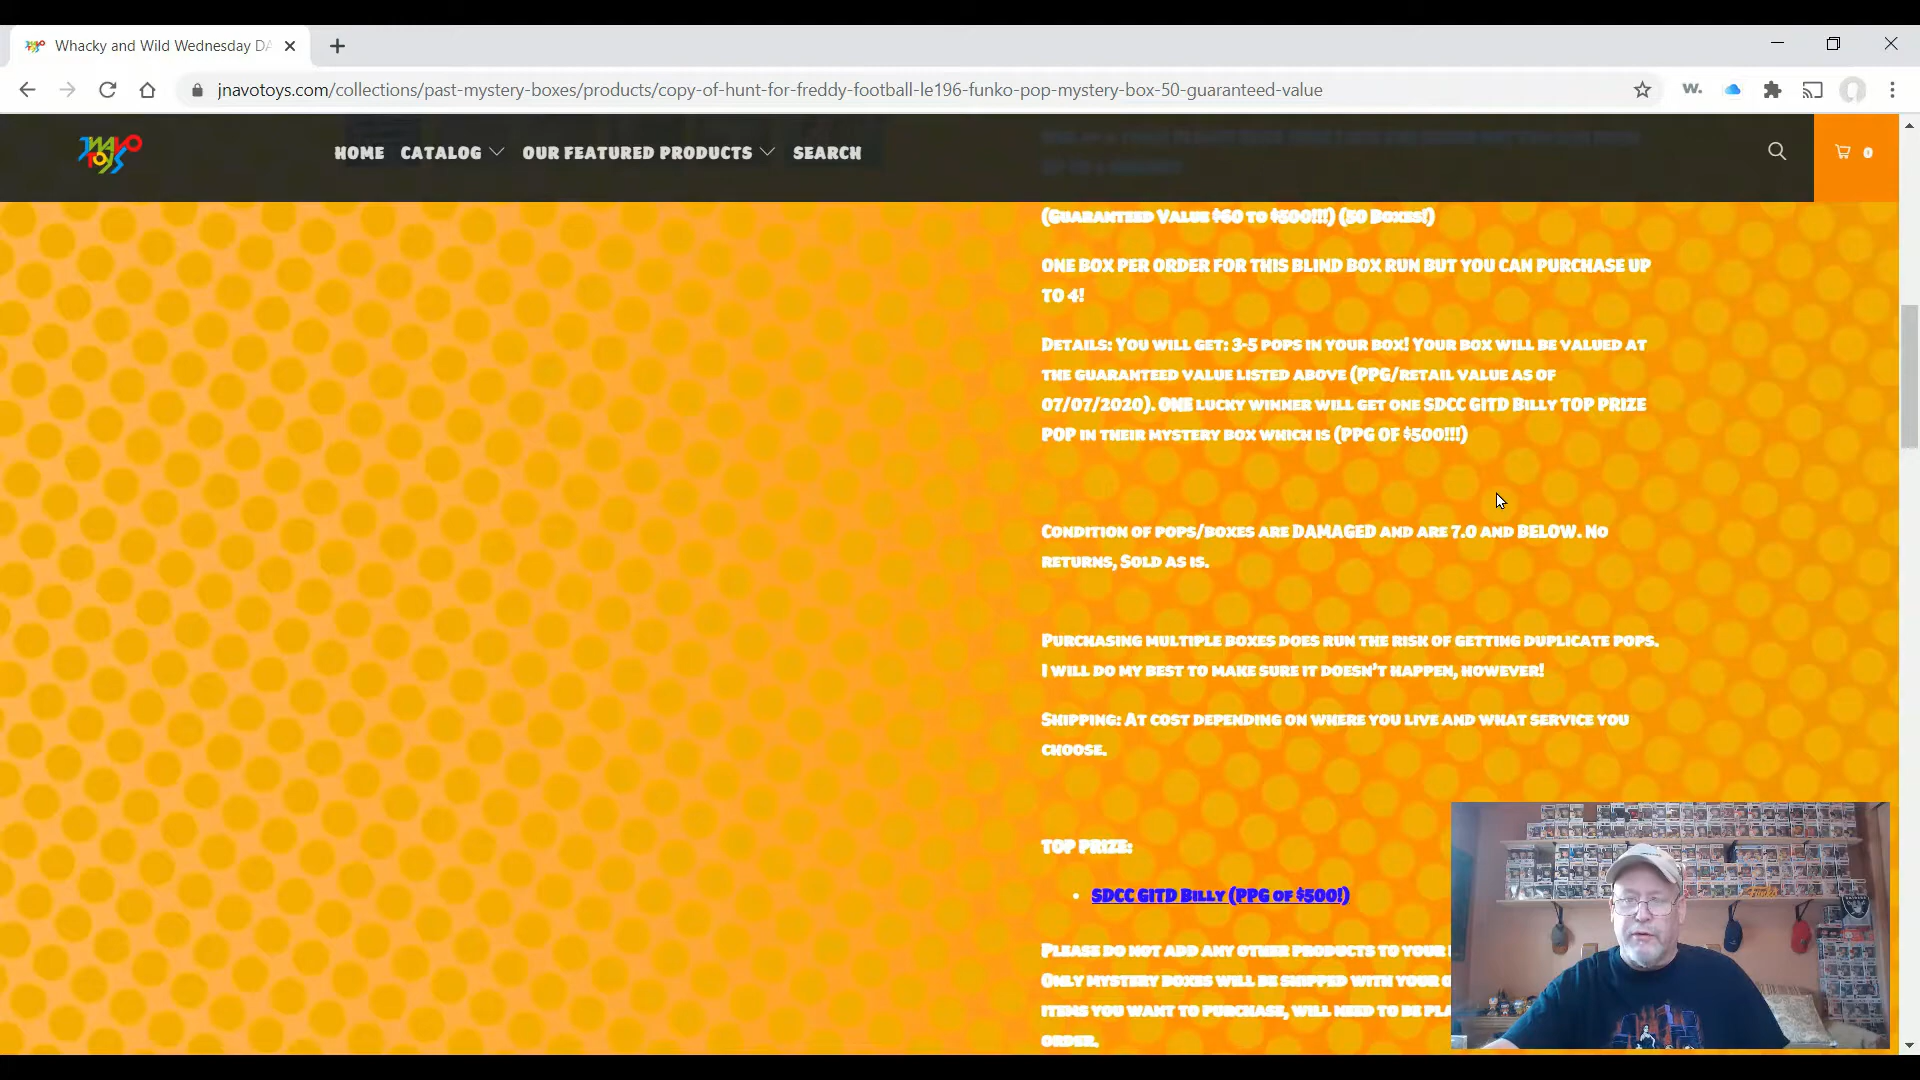 Whacky and Wild Wednesday DA
jnavotoys.com/collections/past-mystery-boxes/products/copy-of-hunt-for-freddy-football-le196-funko-pop-mystery-box-50-guaranteed-value
JNAVO TOYS
HOME CATALOG OUR FEATURED PRODUCTS SEARCH
0
(Guaranteed Value $60 to $500!!!) (50 Boxes!)
ONE BOX PER ORDER FOR THIS BLIND BOX RUN BUT YOU CAN PURCHASE UP
TO 4!
Details: You will get: 3-5 pops in your box! Your box will be valued at
the guaranteed value listed above (PPG/retail value as of
07/07/2020). ONE lucky winner will get one SDCC GITD Billy TOP PRIZE
POP in their mystery box which is (PPG OF $500!!!)
Condition of pops/boxes are DAMAGED and are 7.0 and BELOW. No
returns, Sold as is.
Purchasing multiple boxes does run the risk of getting duplicate pops.
I will do my best to make sure it doesn't happen, however!
Shipping: At cost depending on where you live and what service you
choose.
TOP PRIZE:
SDCC GITD Billy (PPG of $500!)
Please do not add any other products to your
Only mystery boxes will be shipped with your
items you want to purchase, will need to be
order.